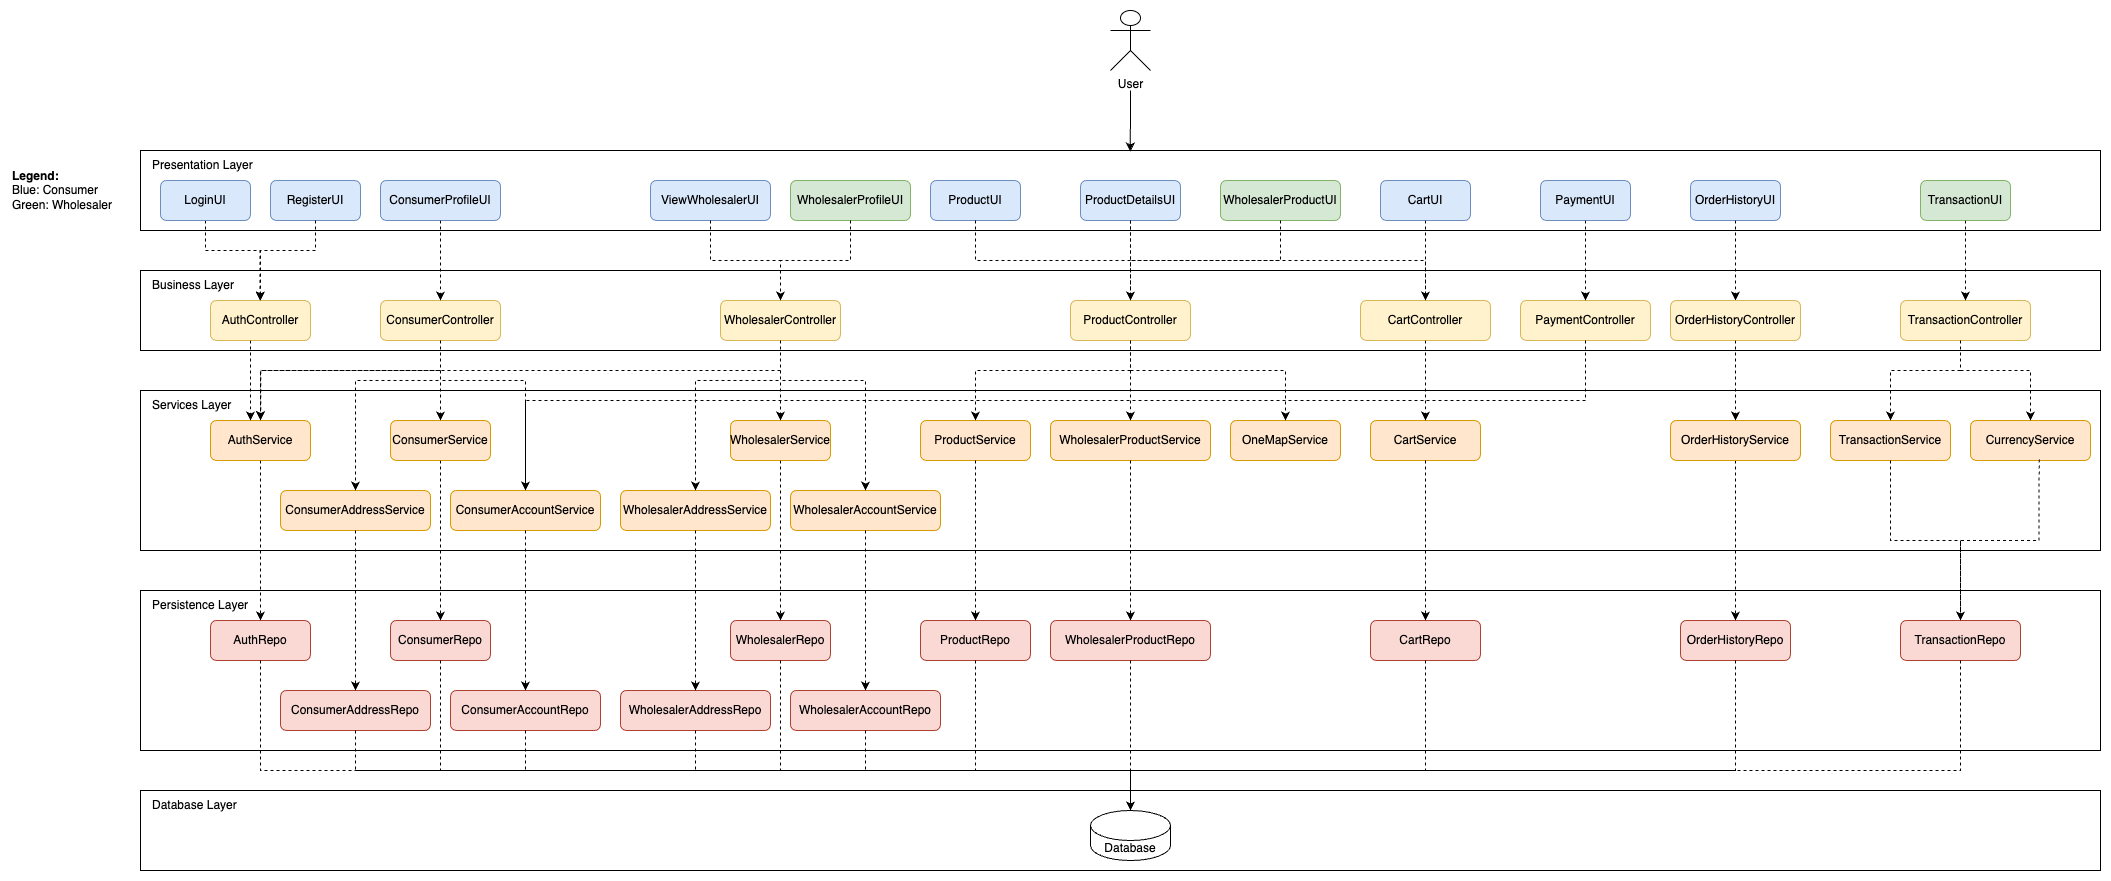 User
Legend:
Blue: Consumer
Green: Wholesaler
Presentation Layer
LoginUI
RegisterUI
ConsumerProfileUI
ViewWholesalerUI
WholesalerProfileUI
ProductUI
ProductDetailsUI
WholesalerProductUI
CartUI
PaymentUI
OrderHistoryUI
TransactionUI
Business Layer
AuthController
ConsumerController
WholesalerController
ProductController
CartController
PaymentController
OrderHistoryController
TransactionController
Services Layer
AuthService
ConsumerService
WholesalerService
ProductService
WholesalerProductService
OneMapService
CartService
OrderHistoryService
TransactionService
CurrencyService
ConsumerAddressService
ConsumerAccountService
WholesalerAddressService
WholesalerAccountService
Persistence Layer
AuthRepo
ConsumerRepo
WholesalerRepo
ProductRepo
WholesalerProductRepo
CartRepo
OrderHistoryRepo
TransactionRepo
ConsumerAddressRepo
ConsumerAccountRepo
WholesalerAddressRepo
WholesalerAccountRepo
Database Layer
Database